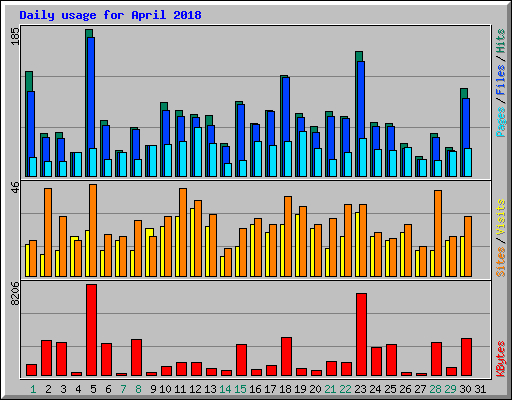 Daily usage for April 2018
185
Pages / Files / Hits
46
Sites / Visits
8206
KBytes
1 2 3 4 5 6 7 8 9 10 11 12 13 14 15 16 17 18 19 20 21 22 23 24 25 26 27 28 29 30 31